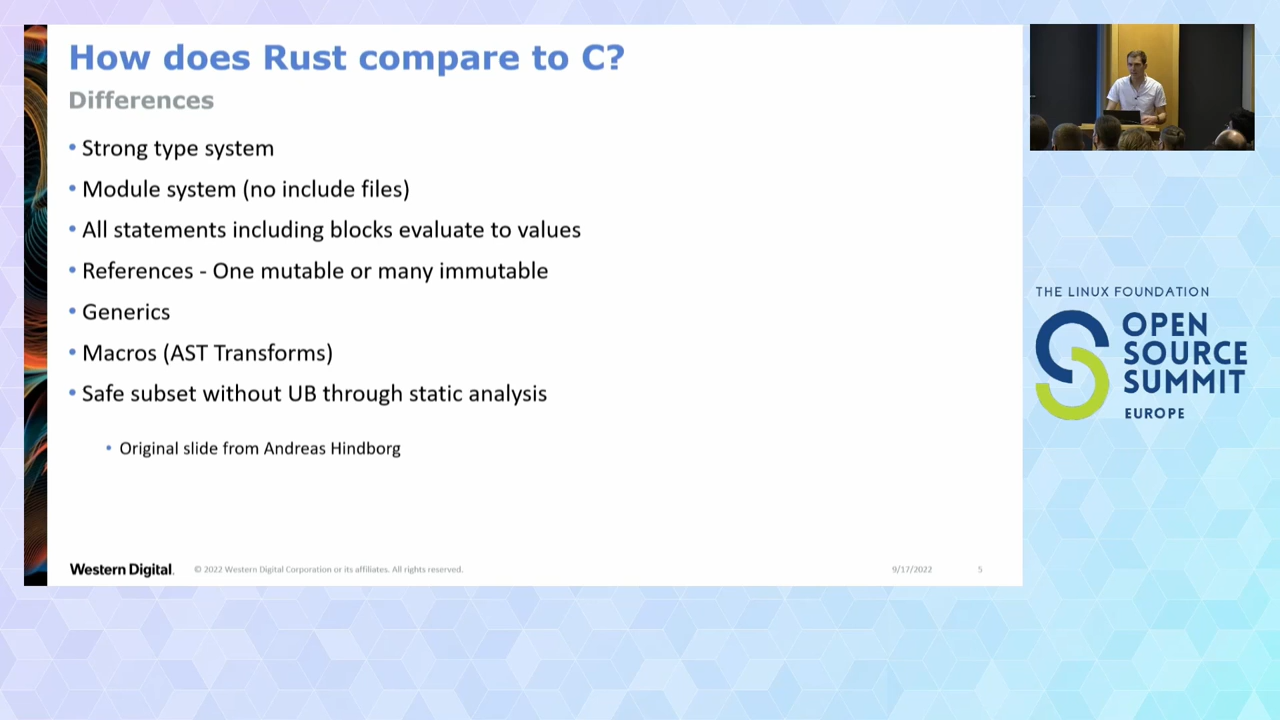 How does Rust compare to C?
Differences
• Strong type system
• Module system (no include files)
• All statements including blocks evaluate to values
• References - One mutable or many immutable
• Generics
• Macros (AST Transforms)
• Safe subset without UB through static analysis
• Original slide from Andreas Hindborg
Western Digital. © 2022 Western Digital Corporation or its affiliates. All rights reserved. 9/17/2022 5
THE LINUX FOUNDATION
OPEN
SOURCE
SUMMIT
EUROPE